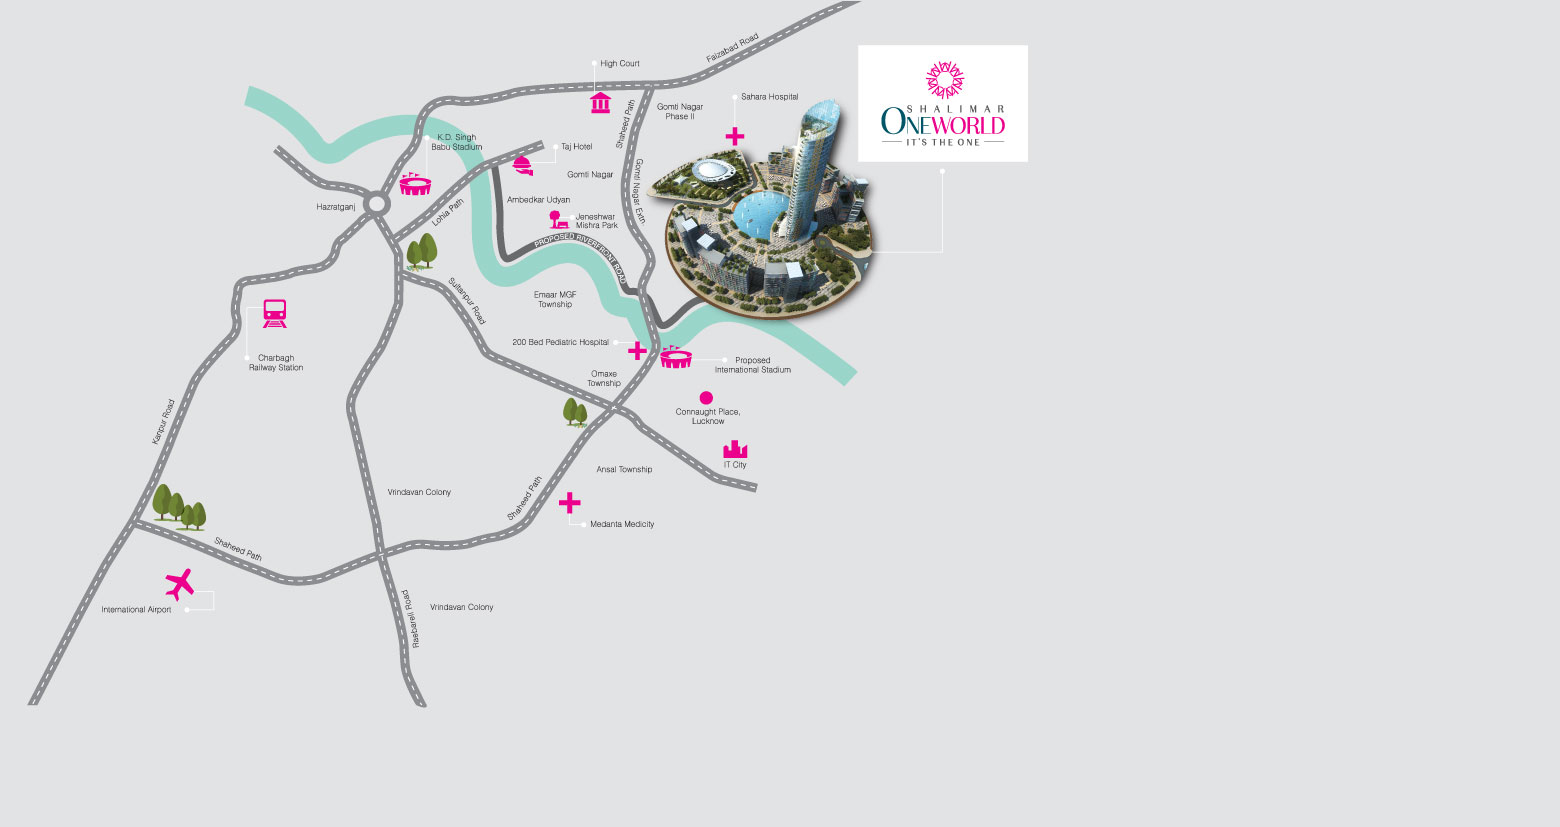 Faizabad Road
High Court
SHALIMAR
ONEWORLD
IT'S THE ONE
Sahara Hospital
Gomti Nagar
Phase II
Shaheed Path
K.D. Singh
Babu Stadium
Taj Hotel
Gomti Nagar
Gomti Nagar Extn.
Ambedkar Udyan
Hazratganj
Lohia Path
Jeneshwar
Mishra Park
PROPOSED RIVERFRONT ROAD
Sultanpur Road
Emaar MGF
Township
200 Bed Pediatric Hospital
Charbagh
Railway Station
Proposed
International Stadium
Omaxe
Township
Connaught Place,
Lucknow
Kanpur Road
IT City
Ansal Township
Vrindavan Colony
Shaheed Path
Medanta Medicity
Shaheed Path
International Airport
Raebareli Road
Vrindavan Colony